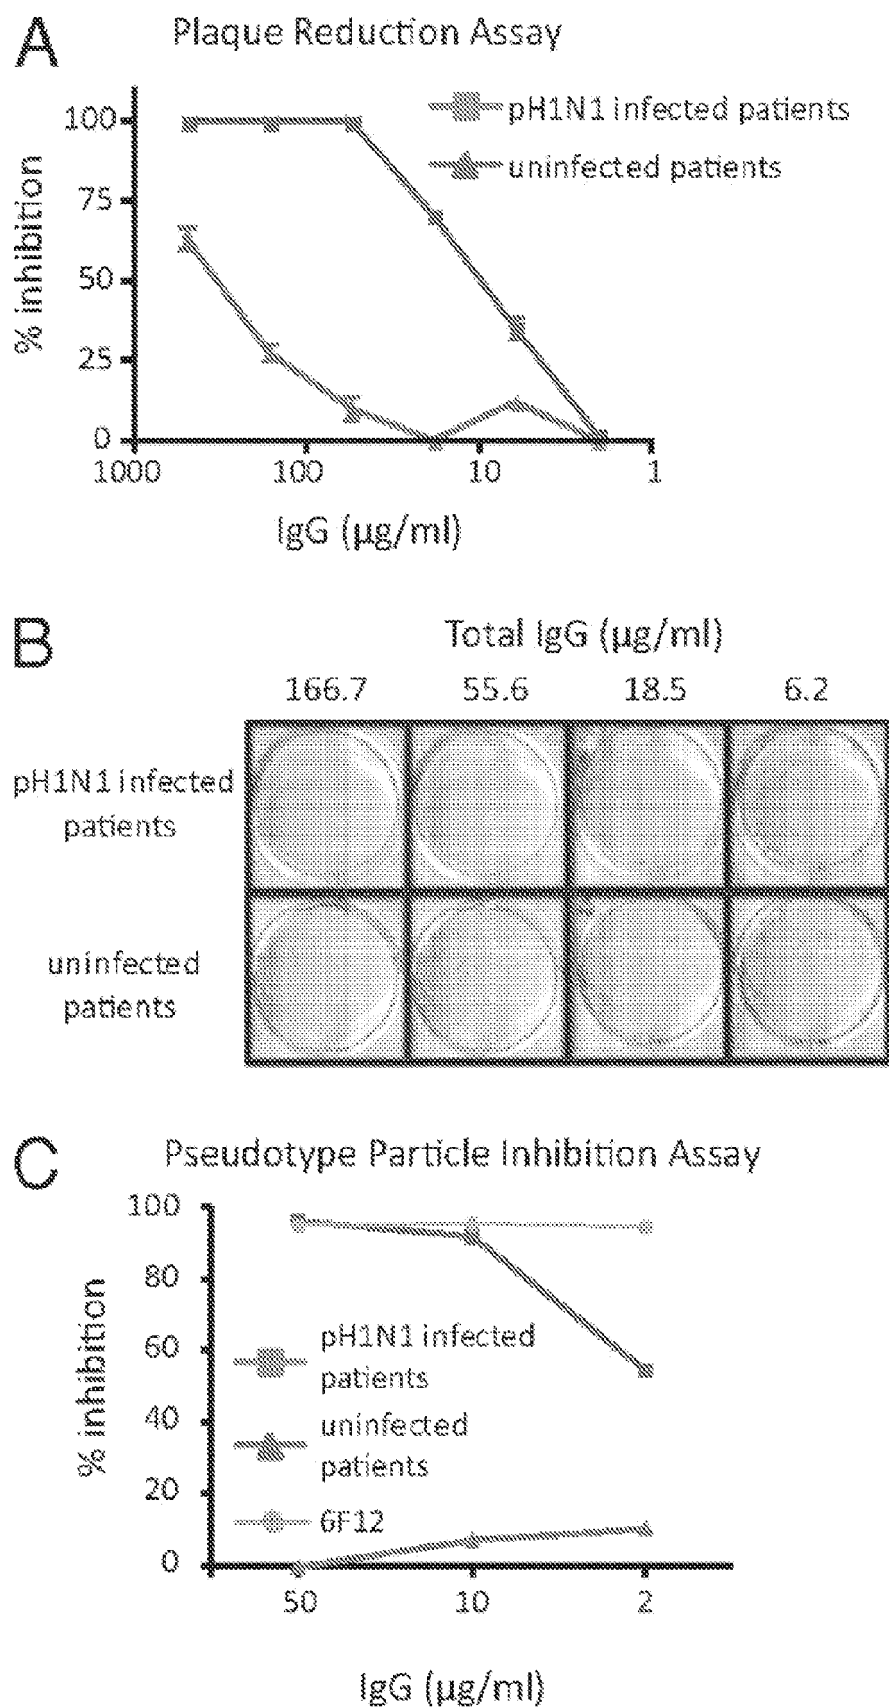 A
Plaque Reduction Assay
pH1N1 infected patients
uninfected patients
100
75
50
25
0
% inhibition
1000 100 10 1
IgG (μg/ml)
B
Total IgG (μg/ml)
166.7 55.6 18.5 6.2
pH1N1 infected
patients
uninfected
patients
C
Pseudotype Particle Inhibition Assay
100
80
60
40
20
0
% inhibition
pH1N1 infected
patients
uninfected
patients
6F12
50 10 2
IgG (μg/ml)